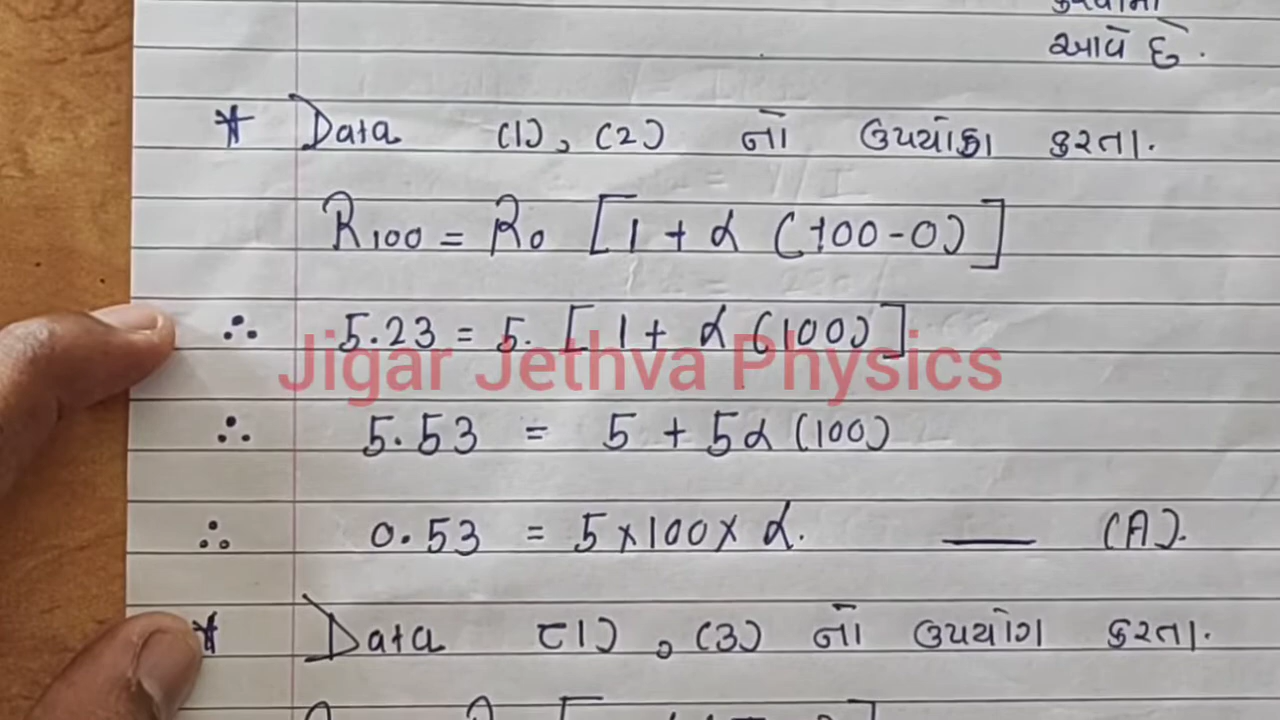 આવે છે.
* Data (1), (2) નો ઉપયોગ કરતા.
R100 = R0 [1 + α (100-0)]
∴ 5.23 = 5. [1 + α (100)]
Jigar Jethva Physics
∴ 5.53 = 5 + 5α (100)
∴ 0.53 = 5×100× α. — (A).
* Data (1), (3) નો ઉપયોગ કરતા.